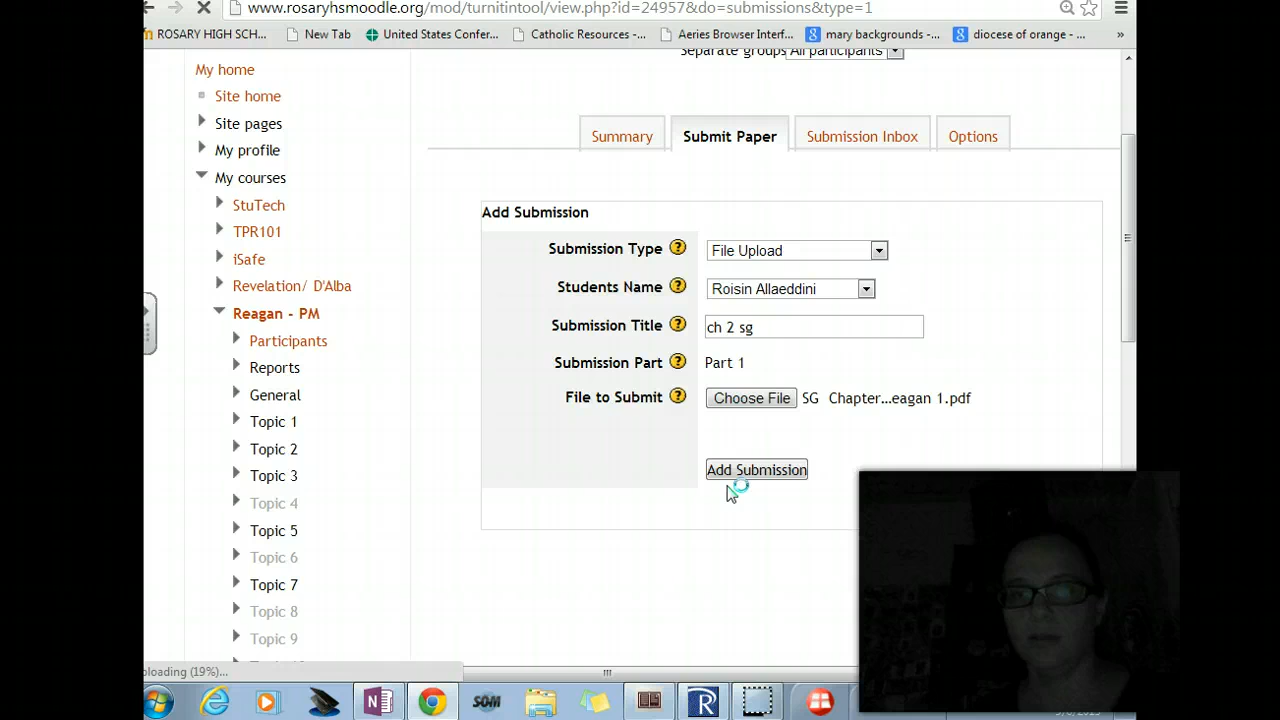 www.rosaryhsmoodle.org/mod/turnitintool/view.php?id=24957&do=submissions&type=1
ROSARY HIGH SCH... New Tab United States Confer... Catholic Resources -... Aeries Browser Interf... mary backgrounds -... diocese of orange - ... »
Separate groups All participants
My home
Site home
Site pages
My profile
My courses
StuTech
TPR101
iSafe
Revelation/ D'Alba
Reagan - PM
Participants
Reports
General
Topic 1
Topic 2
Topic 3
Topic 4
Topic 5
Topic 6
Topic 7
Topic 8
Topic 9
Summary Submit Paper Submission Inbox Options
Add Submission
Submission Type ? File Upload
Students Name ? Roisin Allaeddini
Submission Title ? ch 2 sg
Submission Part ? Part 1
File to Submit ? Choose File SG Chapter...eagan 1.pdf
Add Submission
ploading (19%)...
SOM